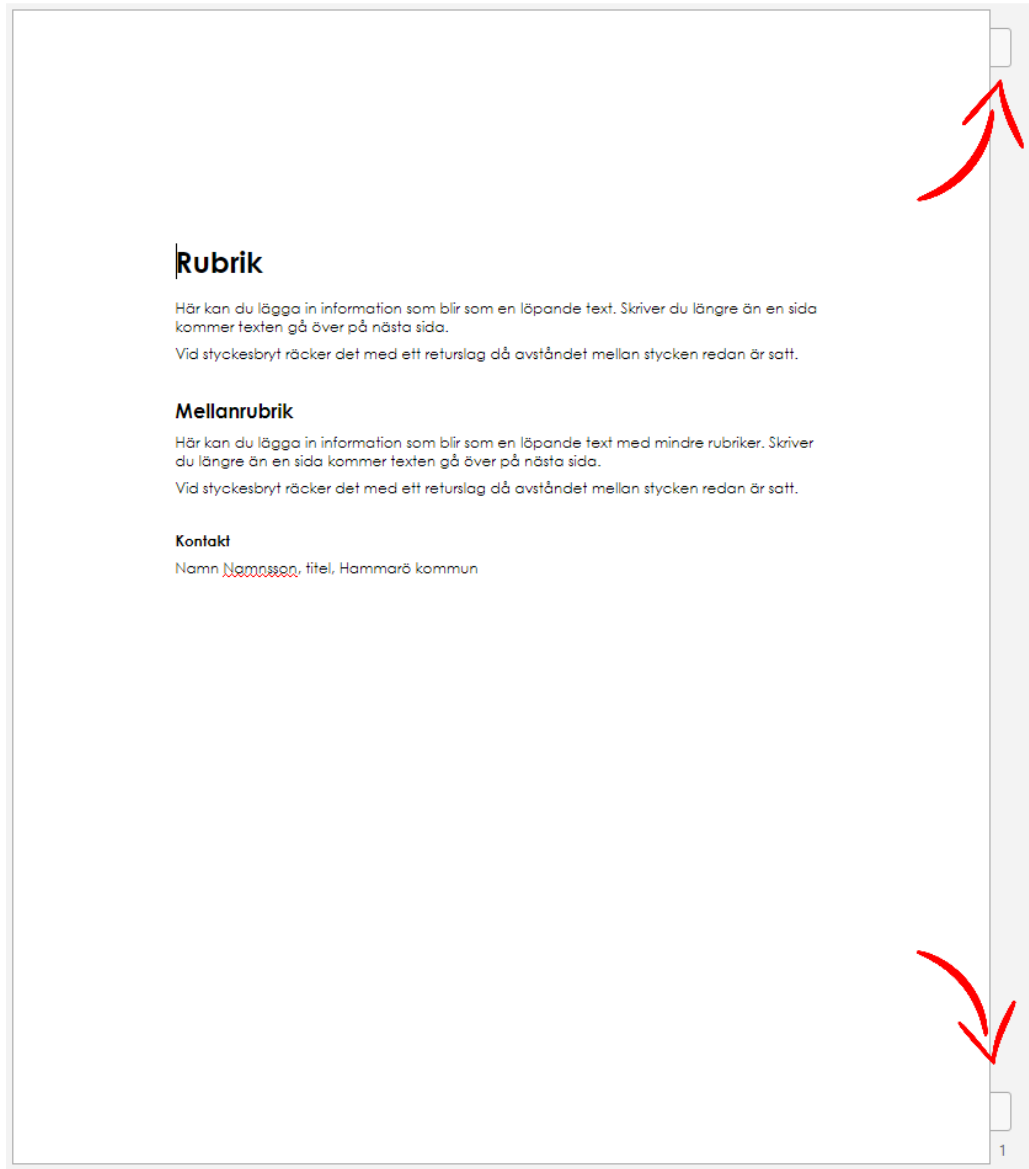 Rubrik
Här kan du lägga in information som blir som en löpande text. Skriver du längre än en sida
kommer texten gå över på nästa sida.
Vid styckesbryt räcker det med ett returslag då avståndet mellan stycken redan är satt.
Mellanrubrik
Här kan du lägga in information som blir som en löpande text med mindre rubriker. Skriver
du längre än en sida kommer texten gå över på nästa sida.
Vid styckesbryt räcker det med ett returslag då avståndet mellan stycken redan är satt.
Kontakt
Namn Namnsson, titel, Hammarö kommun
1